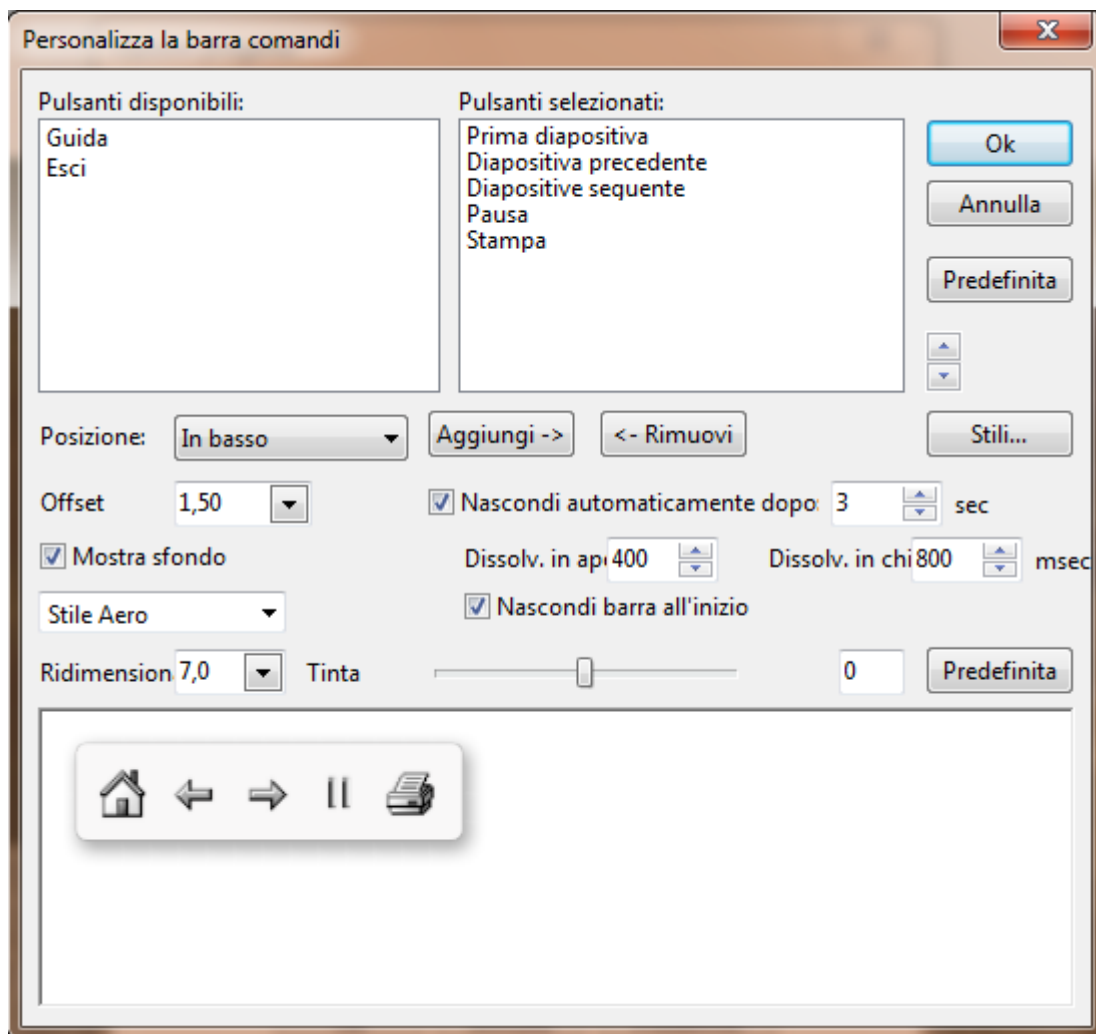 Personalizza la barra comandi
Pulsanti disponibili:
Guida
Esci
Pulsanti selezionati:
Prima diapositiva
Diapositiva precedente
Diapositive sequente
Pausa
Stampa
Ok
Annulla
Predefinita
Posizione: In basso Aggiungi -> <- Rimuovi Stili...
Offset 1,50 Nascondi automaticamente dopo: 3 sec
Mostra sfondo Dissolv. in ape 400 Dissolv. in chi 800 msec
Stile Aero Nascondi barra all'inizio
Ridimension 7,0 Tinta 0 Predefinita